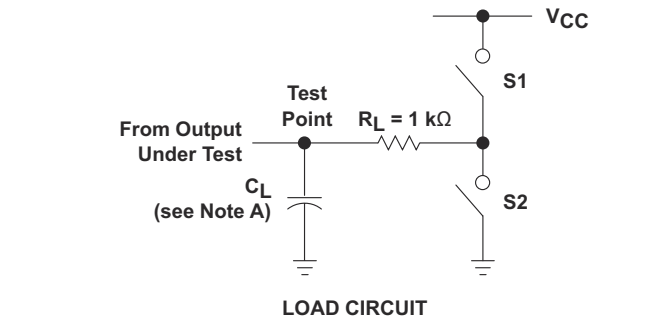 VCC
S1
Test
Point
RL = 1 kΩ
From Output
Under Test
CL
(see Note A)
S2
LOAD CIRCUIT